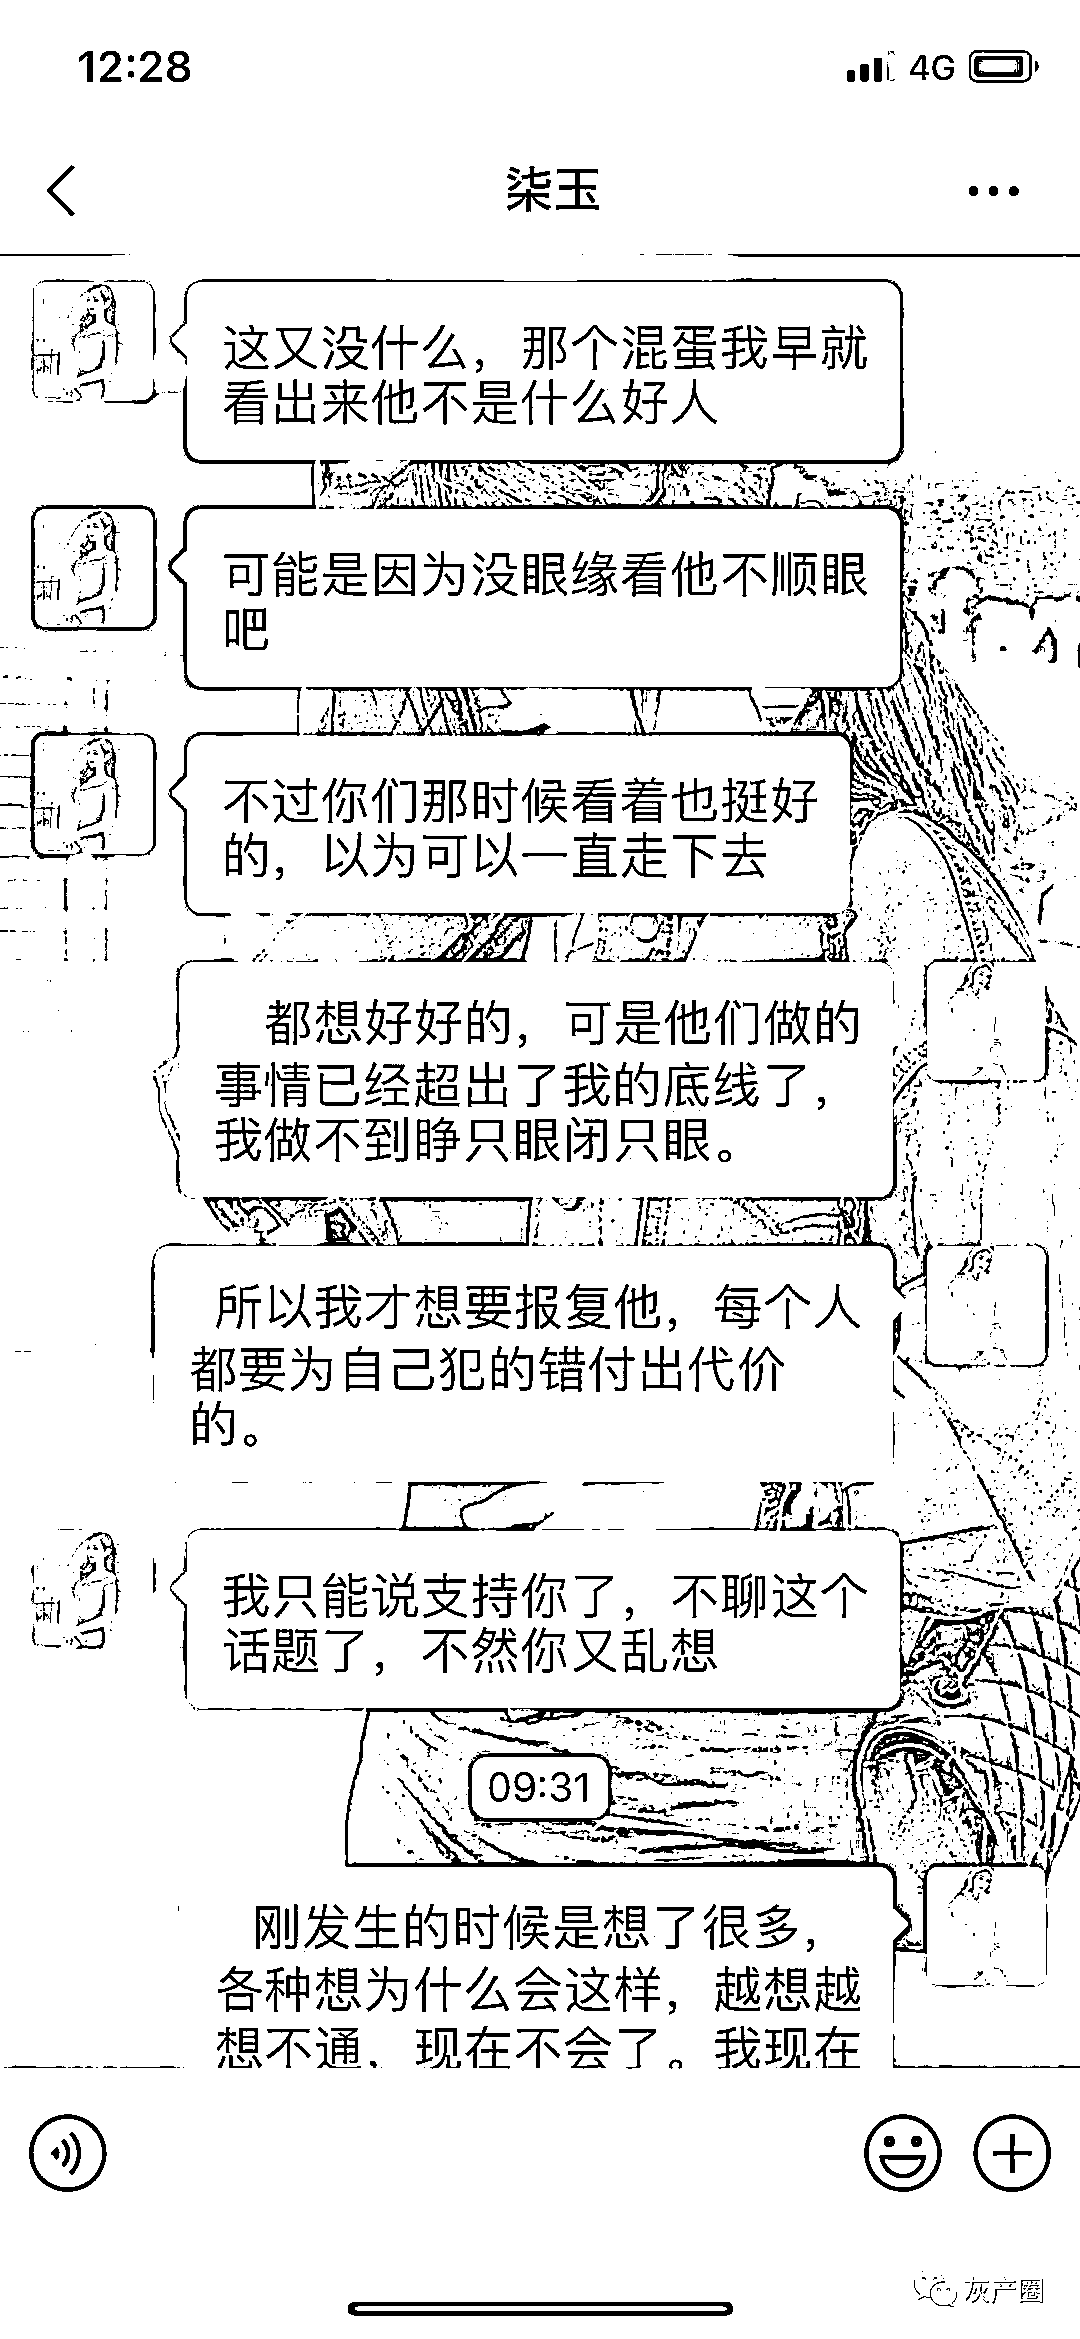 12:28
4G
柒玉
这又没什么，那个混蛋我早就
看出来他不是什么好人
可能是因为没眼缘看他不顺眼
吧
不过你们那时候看着也挺好
的，以为可以一直走下去
都想好好的，可是他们做的
事情已经超出了我的底线了，
我做不到睁只眼闭只眼。
所以我才想要报复他，每个人
都要为自己犯的错付出代价
的。
我只能说支持你了，不聊这个
话题了，不然你又乱想
09:31
刚发生的时候是想了很多，
各种想为什么会这样，越想越
想不通，现在不会了。我现在
灰产圈